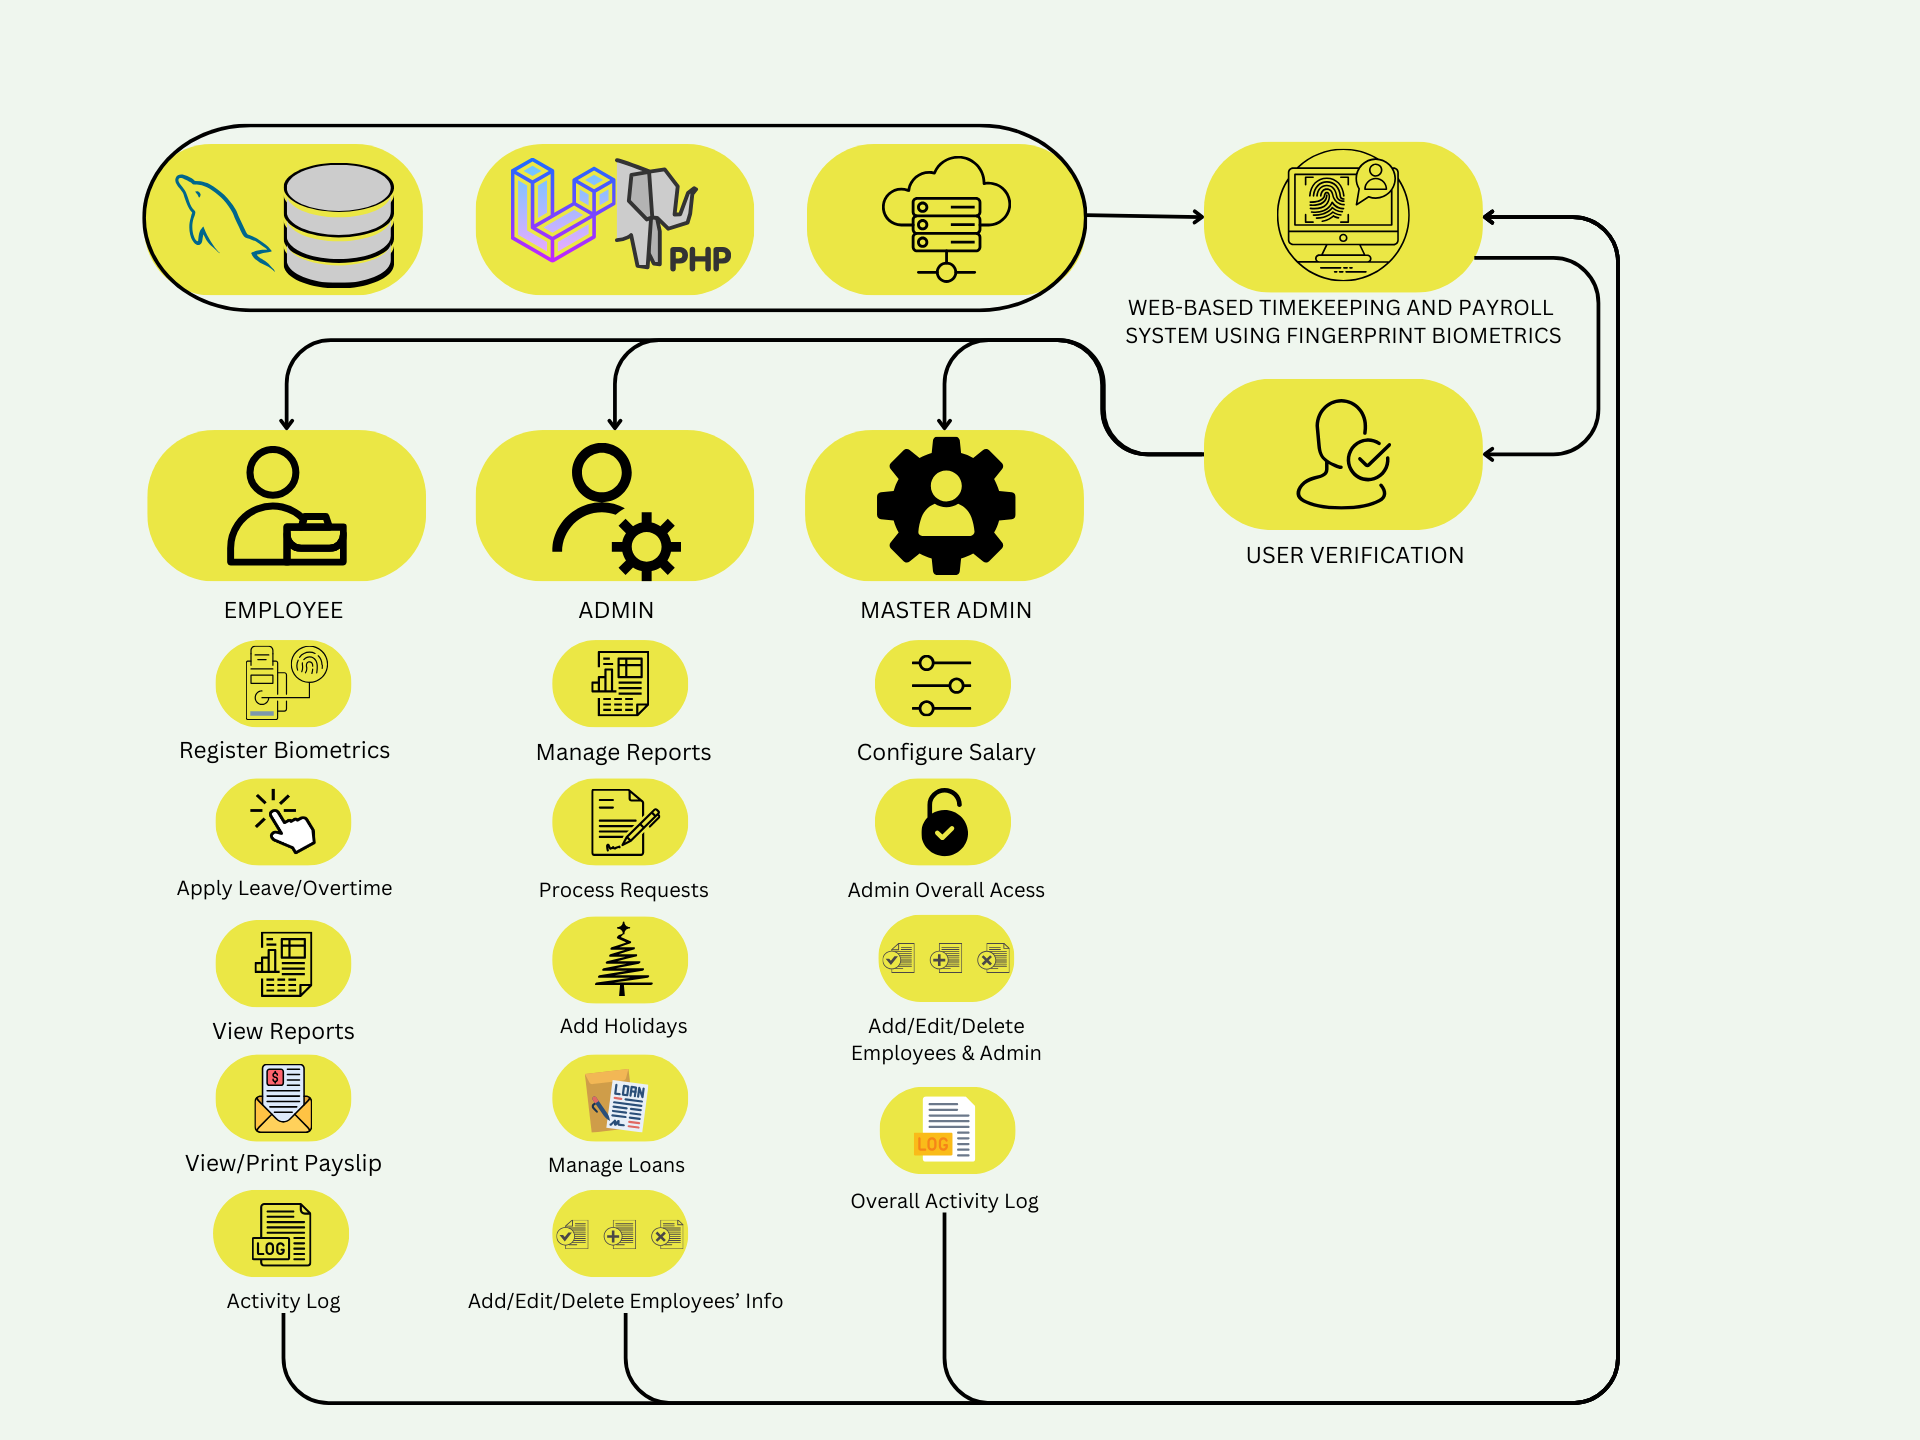 PHP
WEB-BASED TIMEKEEPING AND PAYROLL
SYSTEM USING FINGERPRINT BIOMETRICS
USER VERIFICATION
EMPLOYEE
ADMIN
MASTER ADMIN
Register Biometrics
Manage Reports
Configure Salary
Apply Leave/Overtime
Process Requests
Admin Overall Acess
View Reports
Add Holidays
Add/Edit/Delete
Employees & Admin
$
LOAN
LOG
View/Print Payslip
Manage Loans
Overall Activity Log
LOG
Activity Log
Add/Edit/Delete Employees’ Info